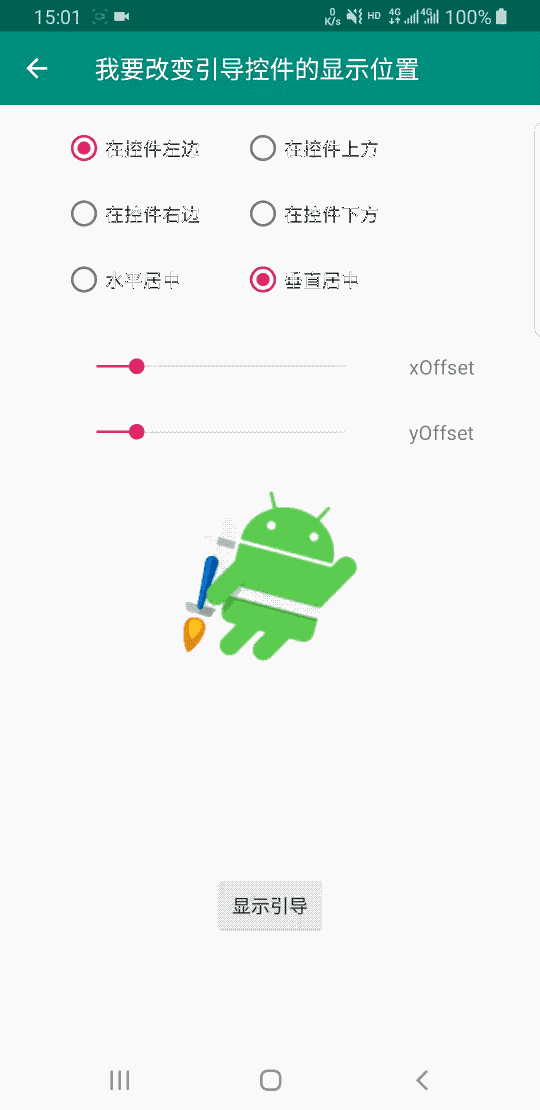 15:01 0 K/s HD 4G 4G 100%
我要改变引导控件的显示位置
在控件左边 在控件上方
在控件右边 在控件下方
水平居中 垂直居中
xOffset
yOffset
显示引导